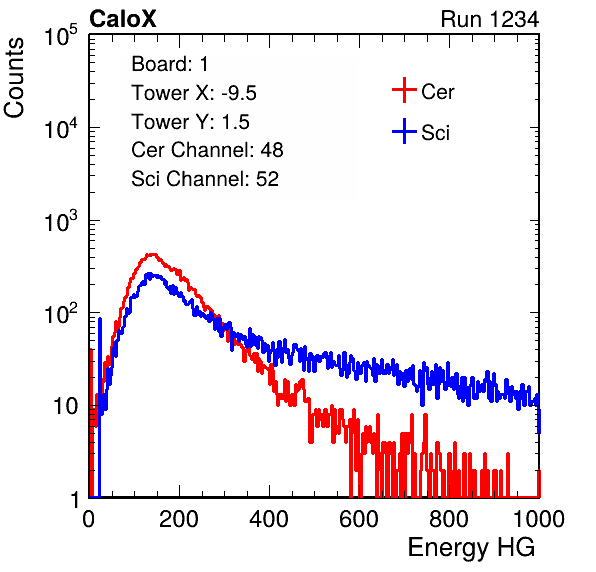 CaloX Run 1234
Counts
10^5
10^4
10^3
10^2
10
1
Board: 1
Tower X: -9.5
Tower Y: 1.5
Cer Channel: 48
Sci Channel: 52
Cer
Sci
0 200 400 600 800 1000
Energy HG